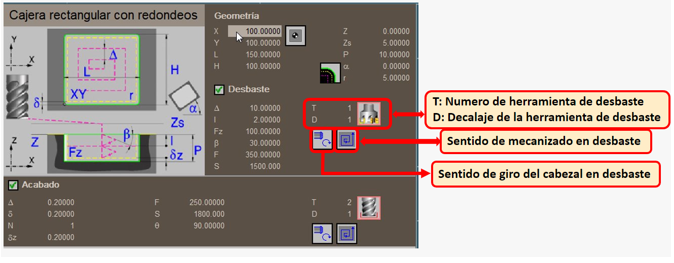 Cajera rectangular con redondeos
Y
X
Δ
L
H
XY
r
δ
α
Zs
Z
X
Z
Fz
β
I
δz
P
Geometría
X 100.00000 Z 0.00000
Y 100.00000 Zs 5.00000
L 150.00000 P 10.00000
H 100.00000 α 0.00000
r 5.00000
Desbaste
Δ 10.00000 T 1
I 2.00000 D 1
Fz 100.00000
β 30.00000
F 350.00000
S 1500.000
T: Numero de herramienta de desbaste
D: Decalaje de la herramienta de desbaste
Sentido de mecanizado en desbaste
Sentido de giro del cabezal en desbaste
Acabado
Δ 0.20000 F 250.00000 T 2
δ 0.20000 S 1800.000 D 1
N 1 θ 90.00000
δz 0.20000